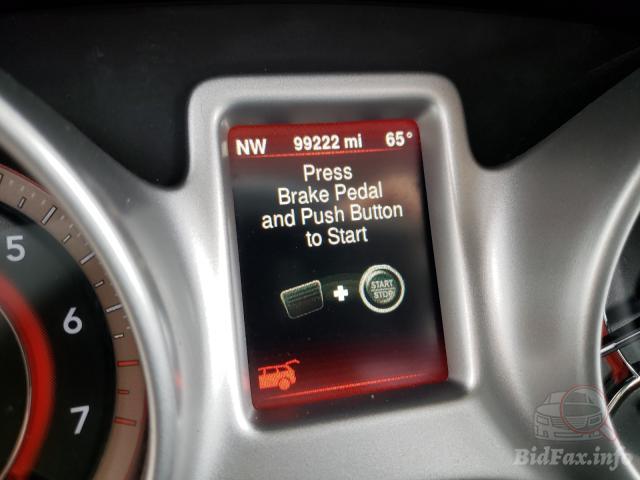 NW 99222 mi 65°
Press
Brake Pedal
and Push Button
to Start
START
STOP
5
6
7
BidFax.info